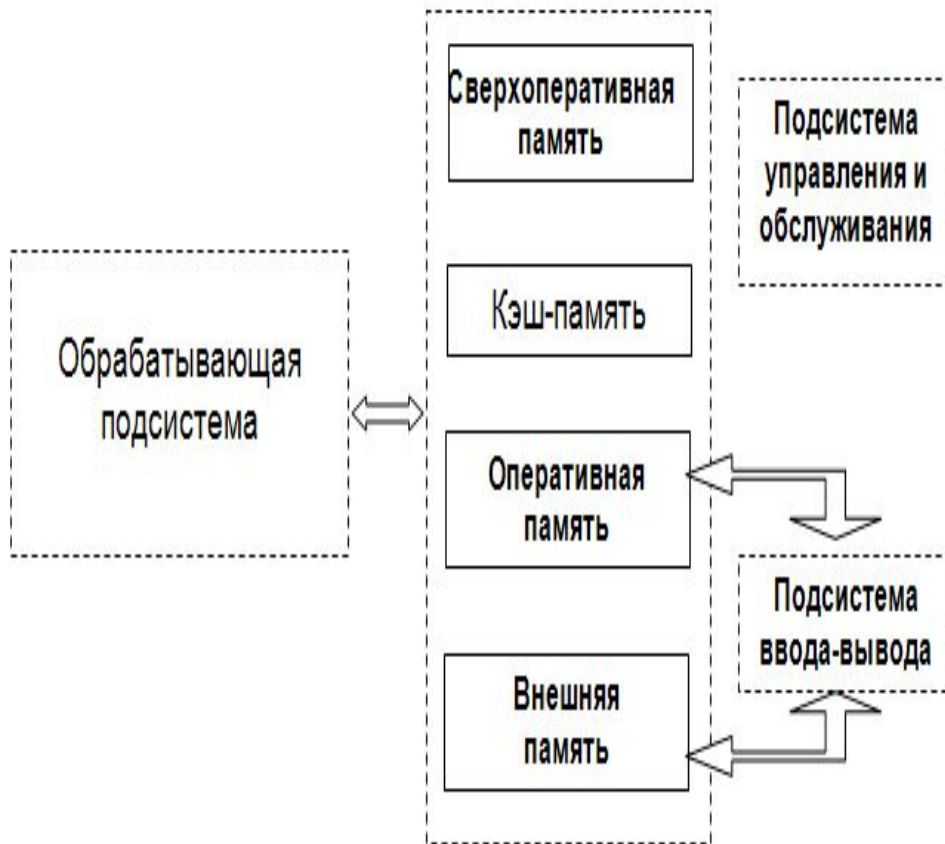 Сверхоперативная
память
Подсистема
управления и
обслуживания
Кэш-память
Обрабатывающая
подсистема
Оперативная
память
Подсистема
ввода-вывода
Внешняя
память